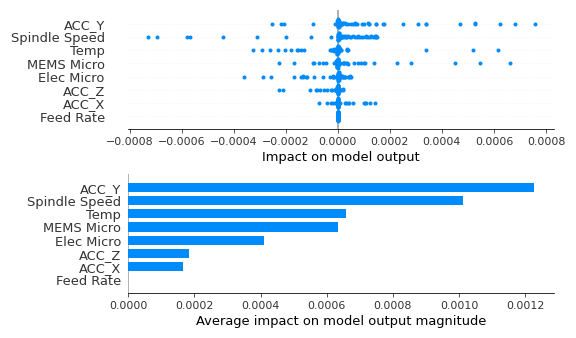 ACC_Y
Spindle Speed
Temp
MEMS Micro
Elec Micro
ACC_Z
ACC_X
Feed Rate
−0.0008 −0.0006 −0.0004 −0.0002 0.0000 0.0002 0.0004 0.0006 0.0008
Impact on model output
ACC_Y
Spindle Speed
Temp
MEMS Micro
Elec Micro
ACC_Z
ACC_X
Feed Rate
0.0000 0.0002 0.0004 0.0006 0.0008 0.0010 0.0012
Average impact on model output magnitude